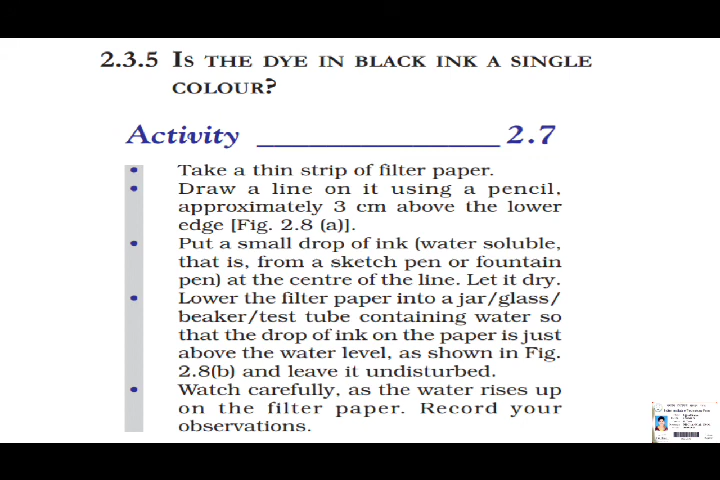 2.3.5 IS THE DYE IN BLACK INK A SINGLE
COLOUR?
Activity 2.7
• Take a thin strip of filter paper.
• Draw a line on it using a pencil,
approximately 3 cm above the lower
edge [Fig. 2.8 (a)].
• Put a small drop of ink (water soluble,
that is, from a sketch pen or fountain
pen) at the centre of the line. Let it dry.
• Lower the filter paper into a jar/glass/
beaker/test tube containing water so
that the drop of ink on the paper is just
above the water level, as shown in Fig.
2.8(b) and leave it undisturbed.
• Watch carefully, as the water rises up
on the filter paper. Record your
observations.